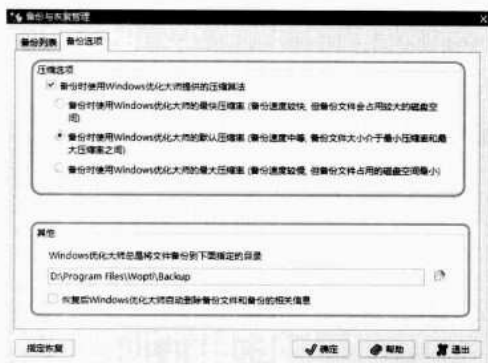 备份与恢复管理
备份列表 备份选项
压缩选项
备份时使用Windows优化大师提供的压缩算法
备份时使用Windows优化大师的最快压缩率 (备份速度较快, 但备份文件会占用较大的磁盘空
间)
备份时使用Windows优化大师的默认压缩率 (备份速度中等, 备份文件大小介于最小压缩率和最
大压缩率之间)
备份时使用Windows优化大师的最大压缩率 (备份速度较慢, 但备份文件占用的磁盘空间最小)
其他
Windows优化大师总是将文件备份到下面指定的目录
D:\Program Files\Wopti\Backup
恢复后Windows优化大师自动删除备份文件和备份的相关信息
指定恢复 确定 帮助 退出